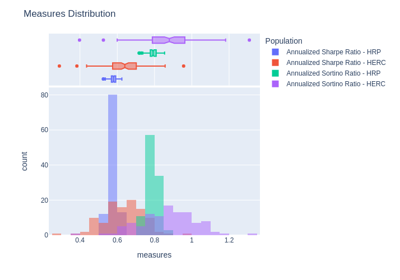 Measures Distribution
Population
Annualized Sharpe Ratio - HRP
Annualized Sharpe Ratio - HERC
Annualized Sortino Ratio - HRP
Annualized Sortino Ratio - HERC
80
60
40
20
0
count
0.4 0.6 0.8 1 1.2
measures